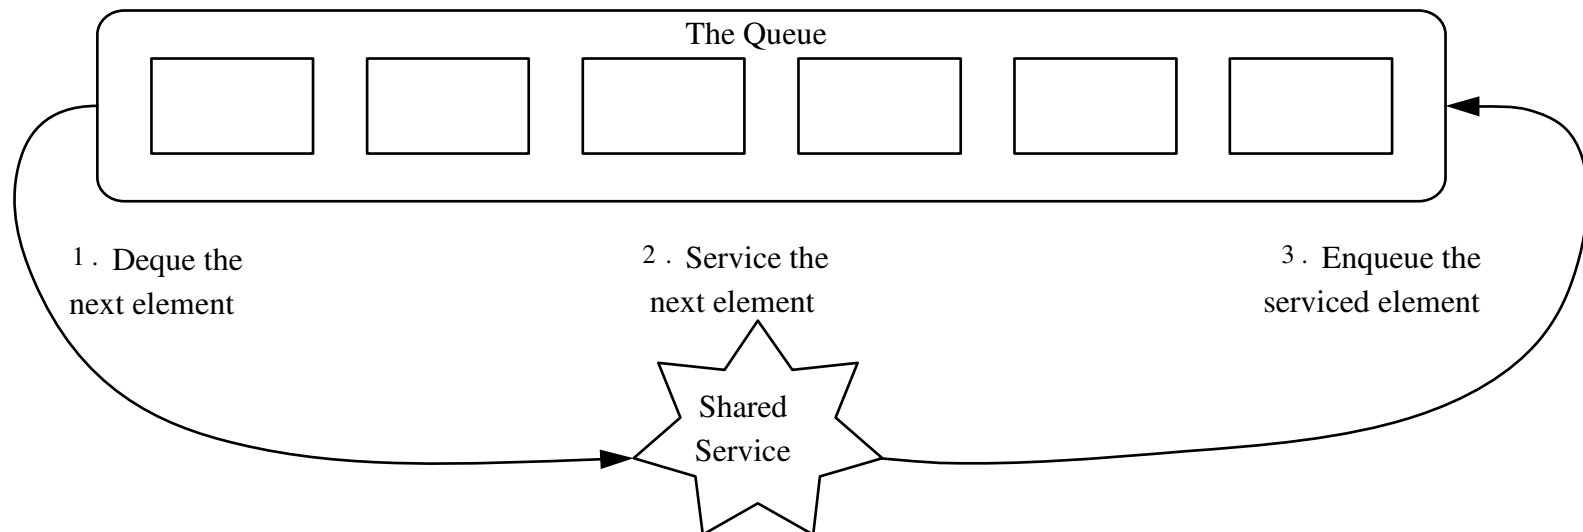 The Queue
1. Deque the
next element
2. Service the
next element
3. Enqueue the
serviced element
Shared
Service